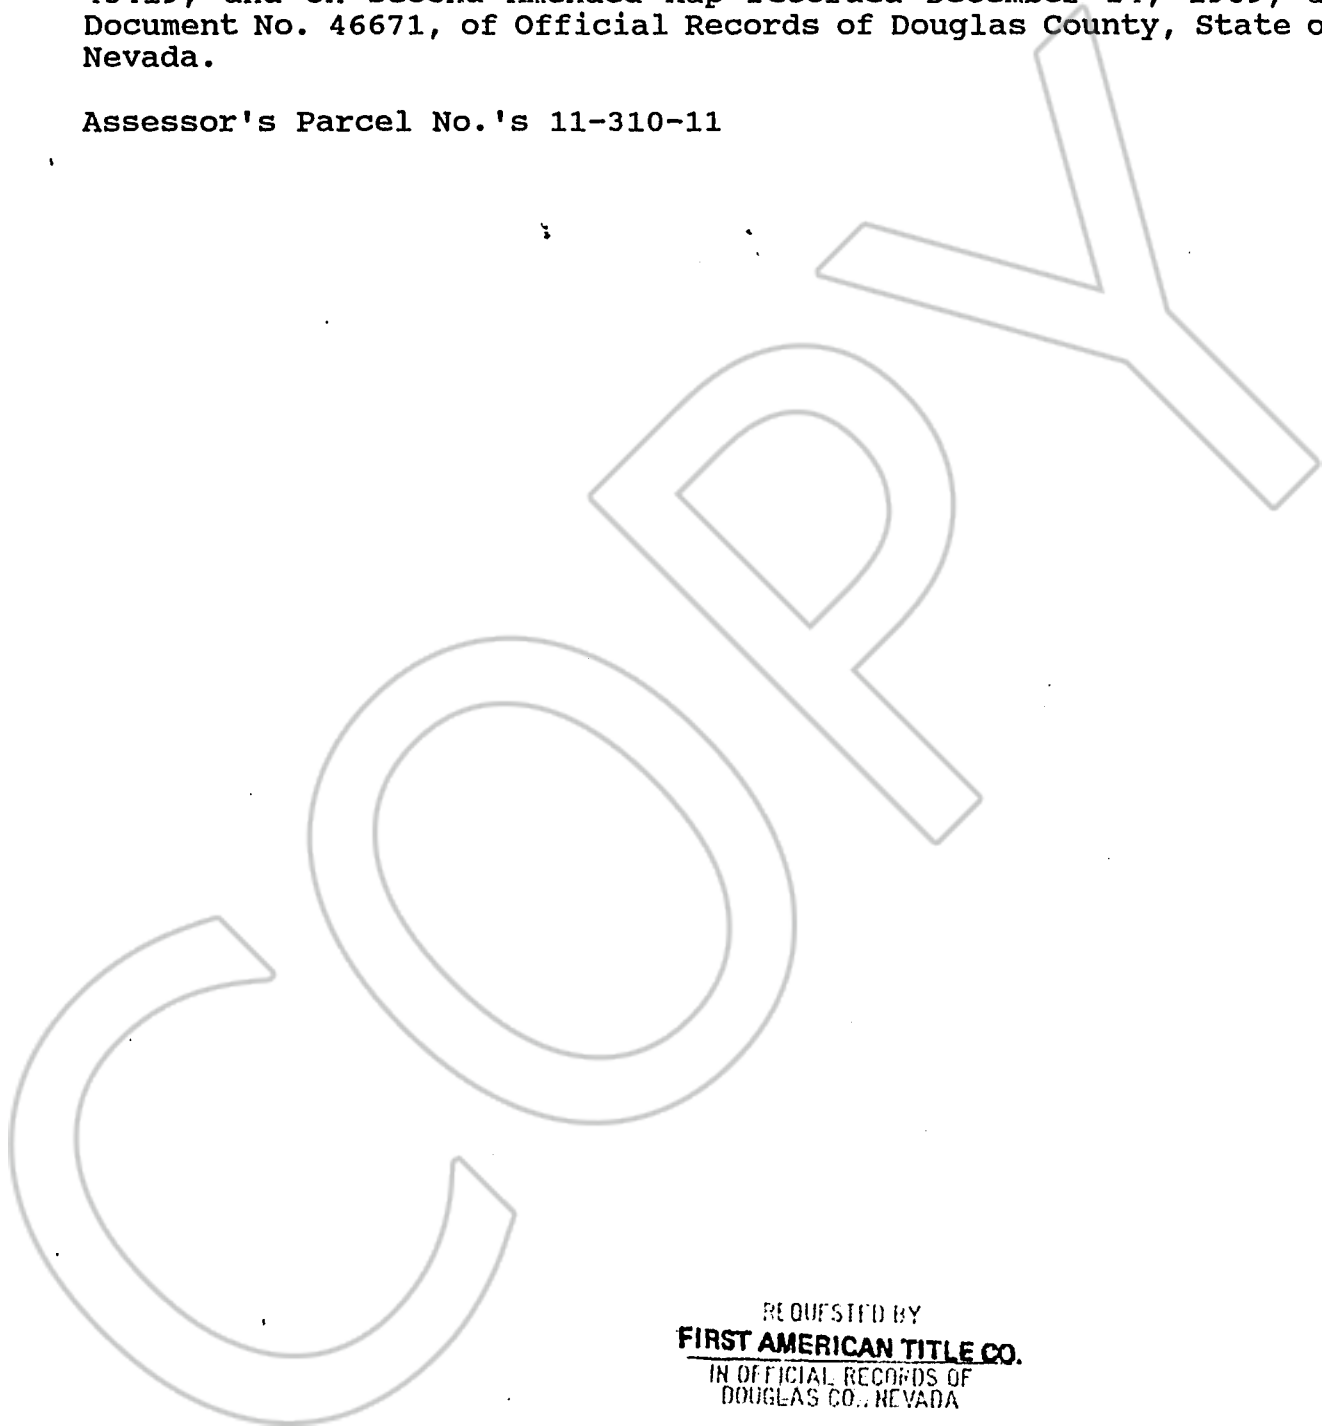 Document No. 46671, of Official Records of Douglas County, State
Nevada.
Assessor's Parcel No.'s 11-310-11
COPY
REQUESTED BY
FIRST AMERICAN TITLE CO.
IN OFFICIAL RECORDS OF
DOUGLAS CO., NEVADA